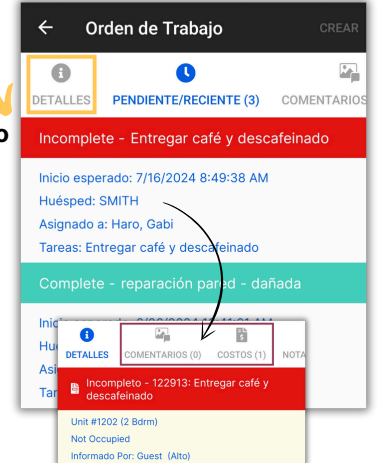 Orden de Trabajo CREAR
DETALLES PENDIENTE/RECIENTE (3) COMENTARIOS
o
Incomplete - Entregar café y descafeinado
Inicio esperado: 7/16/2024 8:49:38 AM
Huésped: SMITH
Asignado a: Haro, Gabi
Tareas: Entregar café y descafeinado
Complete - reparación pared - dañada
DETALLES COMENTARIOS (0) COSTOS (1) NOTA
Incompleto - 122913: Entregar café y
descafeinado
Unit #1202 (2 Bdrm)
Not Occupied
Informado Por: Guest (Alto)